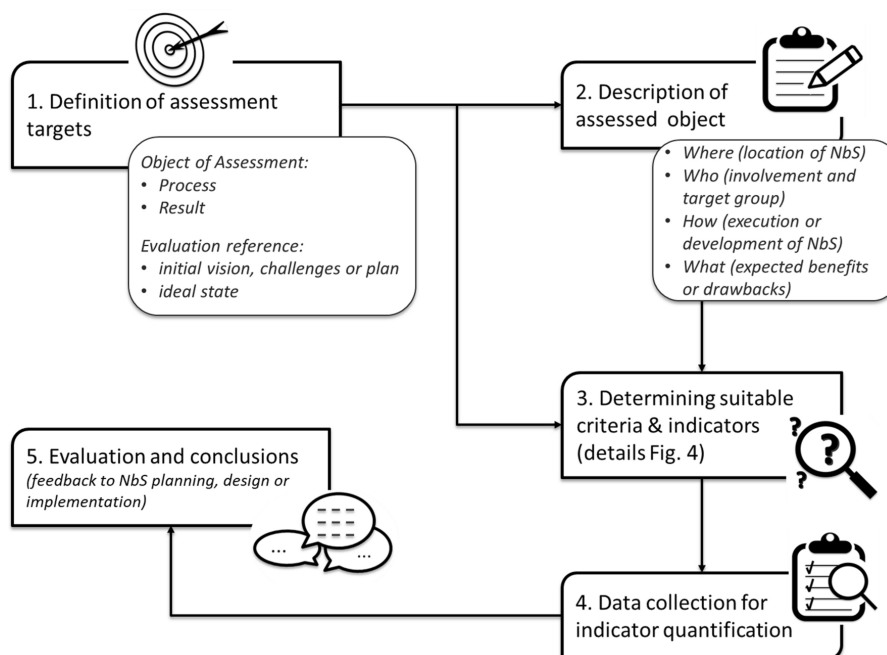 1. Definition of assessment
targets
Object of Assessment:
• Process
• Result
Evaluation reference:
• initial vision, challenges or plan
• ideal state
2. Description of
assessed object
• Where (location of NbS)
• Who (involvement and
target group)
• How (execution or
development of NbS)
• What (expected benefits
or drawbacks)
3. Determining suitable
criteria & indicators
(details Fig. 4)
? ? ?
4. Data collection for
indicator quantification
5. Evaluation and conclusions
(feedback to NbS planning, design or
implementation)
... ...